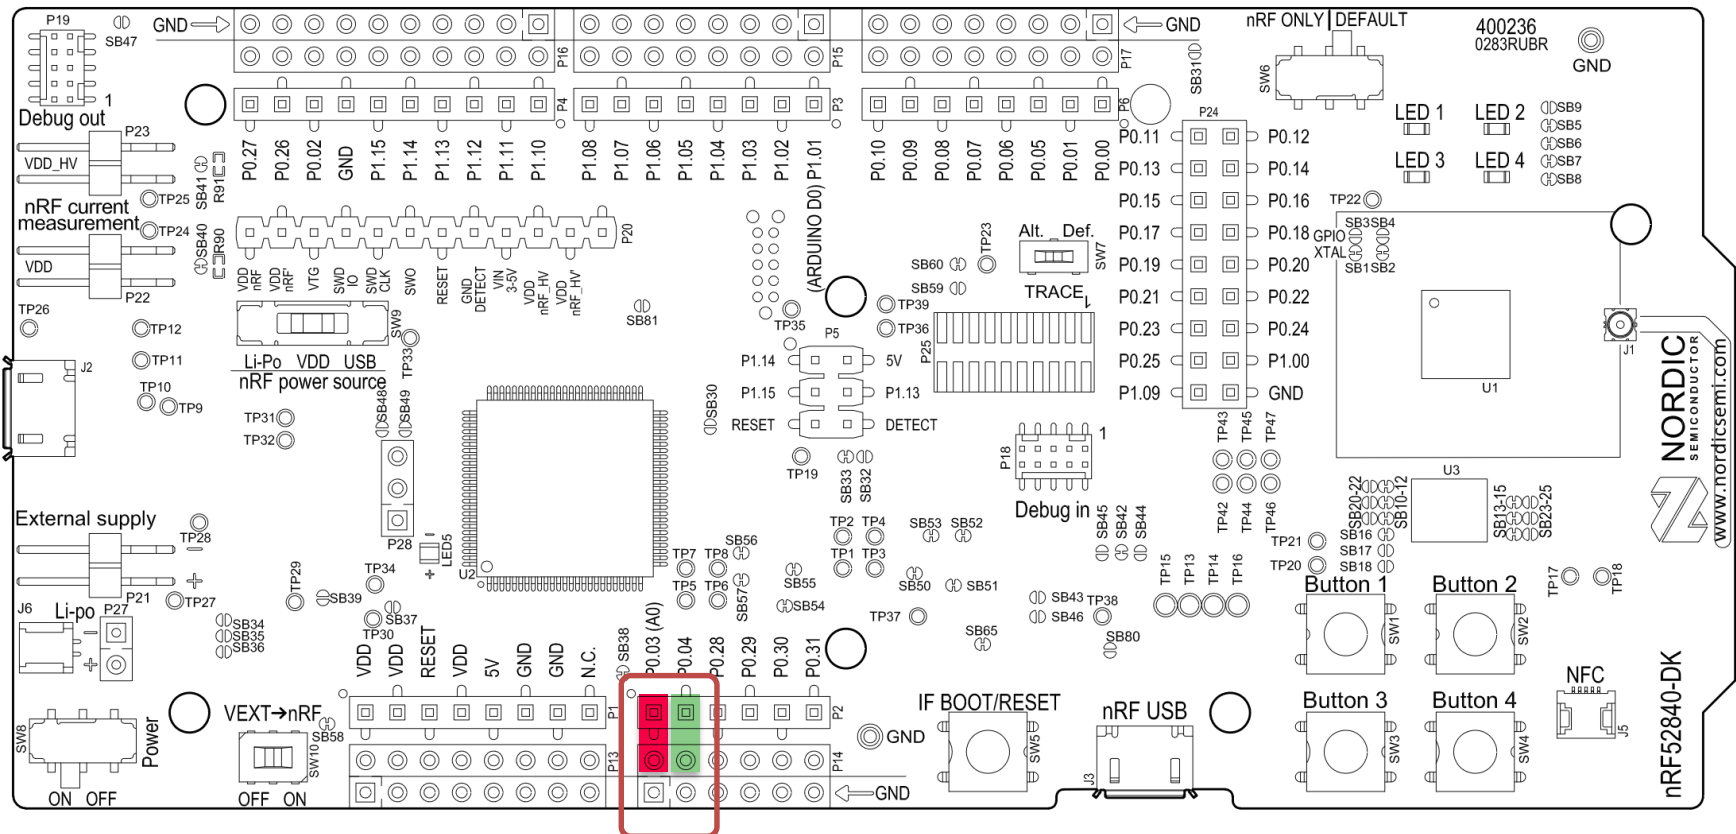 P19
SB47
GND
P16
P15
GND
P17
nRF ONLY | DEFAULT
400236
0283RUBR
GND
SB31
SW6
1
Debug out
P23
VDD_HV
P4
P3
P6
P24
LED 1 LED 2
LED 3 LED 4
SB9
SB5
SB6
SB7
SB8
P0.27 P0.26 P0.02 GND P1.15 P1.14 P1.13 P1.12 P1.11 P1.10
P1.08 P1.07 P1.06 P1.05 P1.04 P1.03 P1.02 P1.01
(ARDUINO D0)
P0.10 P0.09 P0.08 P0.07 P0.06 P0.05 P0.01 P0.00
P0.11 P0.12
P0.13 P0.14
P0.15 P0.16
P0.17 P0.18
P0.19 P0.20
P0.21 P0.22
P0.23 P0.24
P0.25 P1.00
P1.09 GND
SB41
R91
TP25
nRF current
measurement
TP24
SB40
R90
VDD
P22
P20
VDD nRF
VDD nRF'
VTG
SWD IO
SWD CLK
SWO
RESET
GND DETECT
VIN 3-5V
VDD nRF_HV
VDD nRF_HV'
TP22
SB3SB4
GPIO
XTAL
SB1SB2
TP23
Alt. Def.
SW7
SB60
SB59
TRACE
P25
TP26
TP12
TP11
TP10
TP9
J2
SW9
Li-Po VDD USB
nRF power source
TP33
SB81
TP35
TP39
TP36
P5
P1.14 5V
P1.15 P1.13
RESET DETECT
U1
J1
NORDIC
SEMICONDUCTOR
www.nordicsemi.com
TP31
TP32
SB48
SB49
SB30
TP19
SB33
SB32
P18
1
Debug in
TP43 TP45 TP47
TP42 TP44 TP46
U3
SB20-22
SB10-12
SB13-15
SB23-25
SB16
SB17
SB18
TP21
TP20
External supply
TP28
−
+
P21
TP27
P28
−
LED5
+
U2
TP2 TP4
TP1 TP3
SB53 SB52
SB45
SB42
SB44
TP7 TP8
SB56
TP5 TP6
SB57
SB55
SB54
SB50 SB51
TP15 TP13 TP14 TP16
TP17
TP18
TP29
TP34
SB39
SB37
TP30
SB34
SB35
SB36
J6
Li-po
P27
−
+
TP37
SB43
SB46
TP38
SB65
SB80
Button 1 Button 2
SW1
SW2
VDD VDD RESET VDD 5V GND GND N.C.
SB38
P0.03 (A0) P0.04 P0.28 P0.29 P0.30 P0.31
P1
P2
P13
P14
GND
GND
SW8
Power
ON OFF
VEXT→nRF
SB58
SW10
OFF ON
IF BOOT/RESET
SW5
nRF USB
J3
Button 3 Button 4
SW3
SW4
NFC
J5
nRF52840-DK